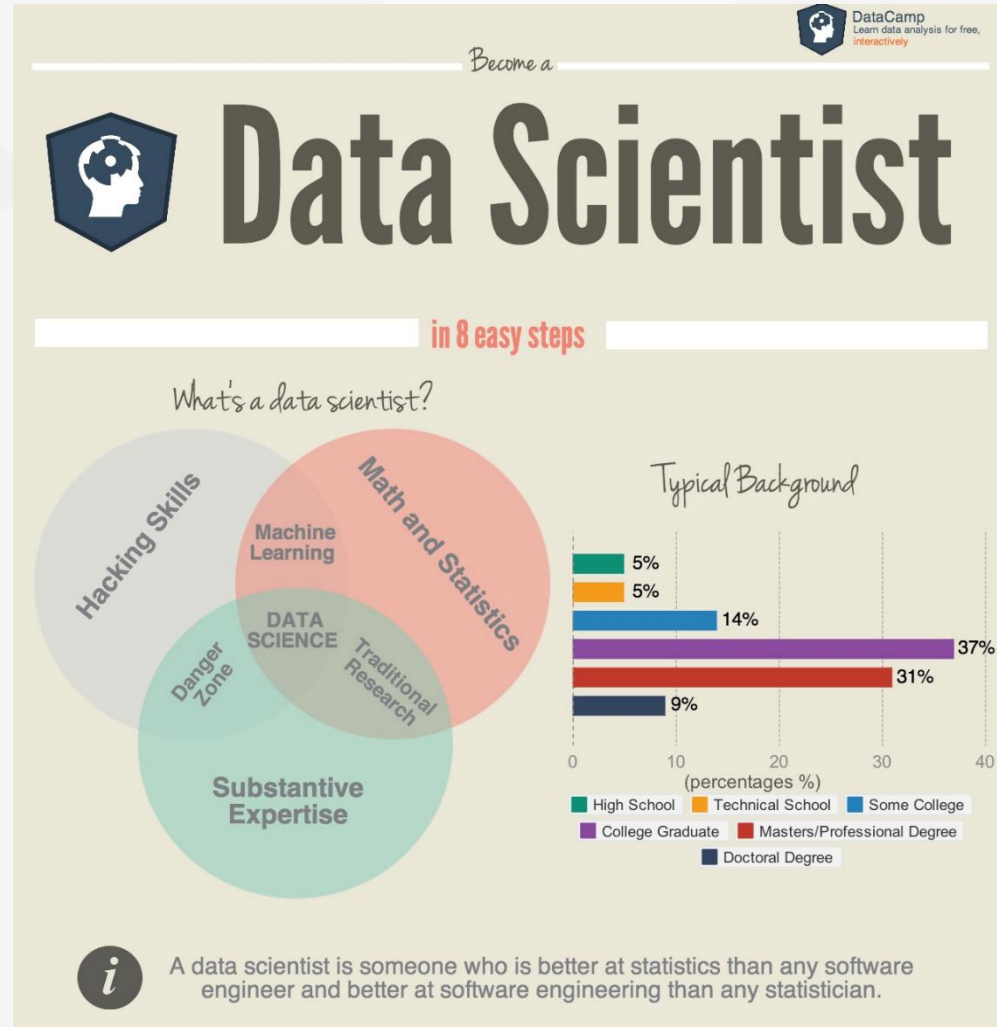 DataCamp
Learn data analysis for free,
interactively
Become a
Data Scientist
in 8 easy steps
What's a data scientist?
Hacking Skills
Machine
Learning
Math and Statistics
DATA
SCIENCE
Danger
Zone
Traditional
Research
Substantive
Expertise
Typical Background
5%
5%
14%
37%
31%
9%
0 10 20 30 40
(percentages %)
High School Technical School Some College
College Graduate Masters/Professional Degree
Doctoral Degree
i
A data scientist is someone who is better at statistics than any software
engineer and better at software engineering than any statistician.